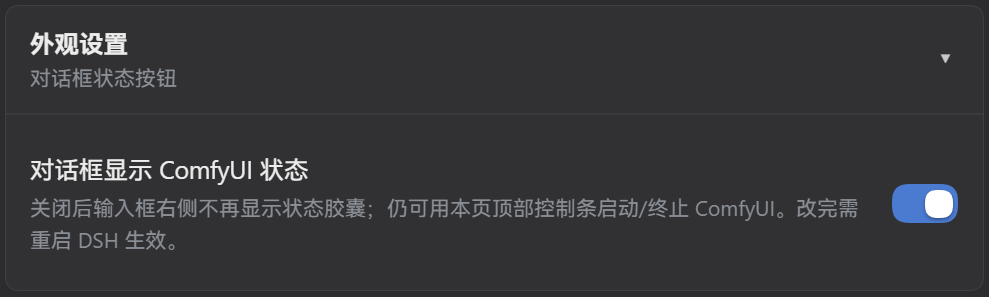 外观设置
对话框状态按钮
对话框显示 ComfyUI 状态
关闭后输入框右侧不再显示状态胶囊；仍可用本页顶部控制条启动/终止 ComfyUI。改完需
重启 DSH 生效。